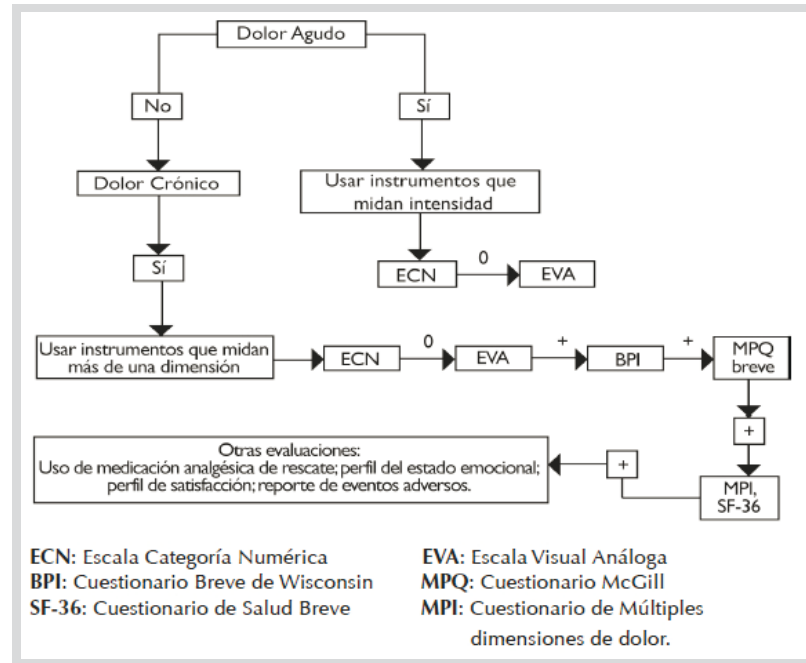 Dolor Agudo
No
Sí
Dolor Crónico
Usar instrumentos que
midan intensidad
Sí
ECN
0
EVA
Usar instrumentos que midan
más de una dimensión
ECN
0
EVA
+
BPI
+
MPQ
breve
+
Otras evaluaciones:
Uso de medicación analgésica de rescate; perfil del estado emocional;
perfil de satisfacción; reporte de eventos adversos.
+
MPI,
SF-36
ECN: Escala Categoría Numérica
EVA: Escala Visual Análoga
BPI: Cuestionario Breve de Wisconsin
MPQ: Cuestionario McGill
SF-36: Cuestionario de Salud Breve
MPI: Cuestionario de Múltiples
dimensiones de dolor.